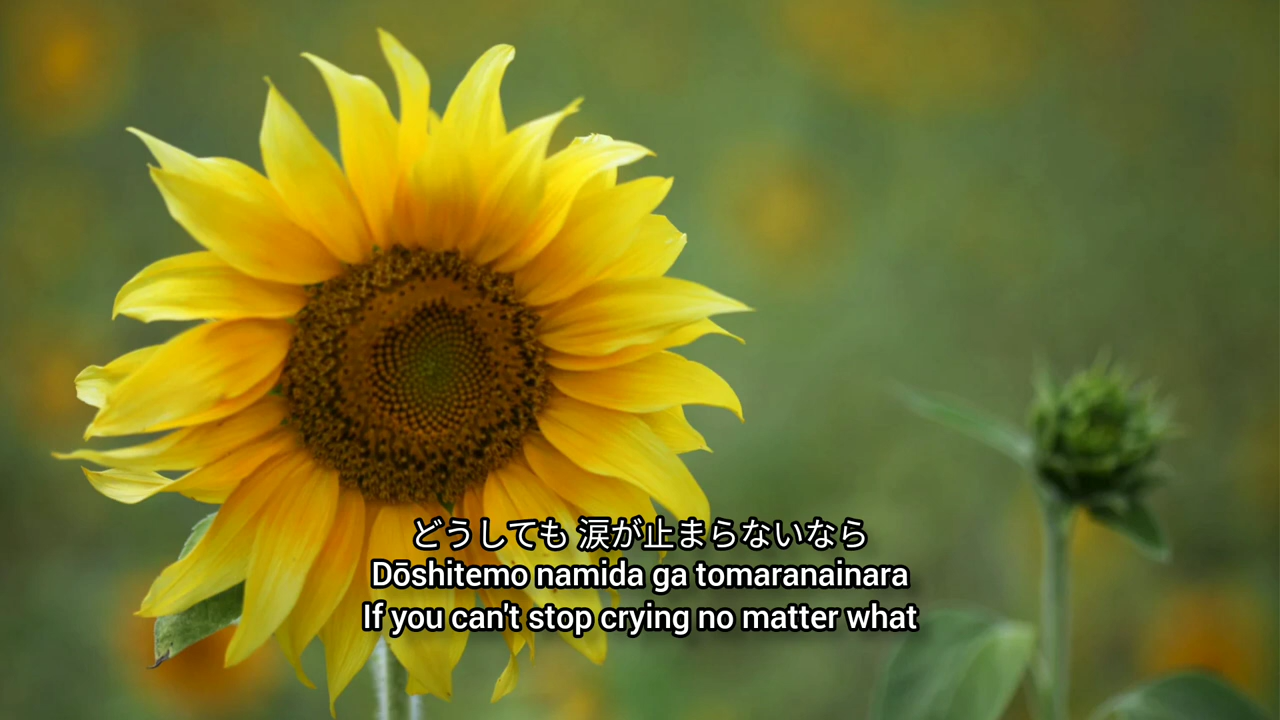 どうしても 涙が止まらないなら
Dōshitemo namida ga tomaranainara
If you can't stop crying no matter what